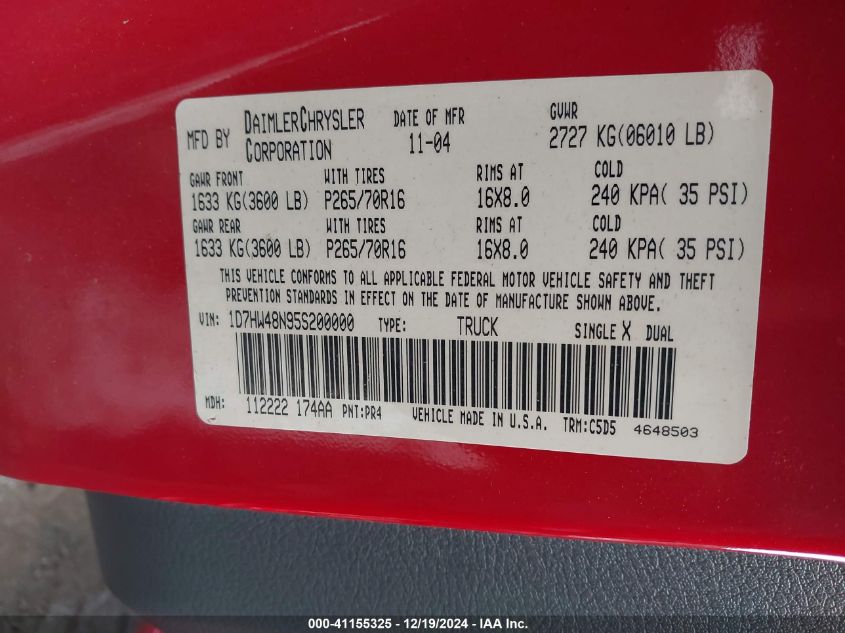 MFD BY DAIMLERCHRYSLER CORPORATION DATE OF MFR 11-04 GVWR 2727 KG(06010 LB)
GAWR FRONT WITH TIRES RIMS AT COLD
1633 KG(3600 LB) P265/70R16 16X8.0 240 KPA( 35 PSI)
GAWR REAR WITH TIRES RIMS AT COLD
1633 KG(3600 LB) P265/70R16 16X8.0 240 KPA( 35 PSI)
THIS VEHICLE CONFORMS TO ALL APPLICABLE FEDERAL MOTOR VEHICLE SAFETY AND THEFT
PREVENTION STANDARDS IN EFFECT ON THE DATE OF MANUFACTURE SHOWN ABOVE.
VIN: 1D7HW48N95S200000 TYPE: TRUCK SINGLE X DUAL
MDH: 112222 174AA PNT:PR4 VEHICLE MADE IN U.S.A. TRM:C5D5 4648503
000-41155325 - 12/19/2024 - IAA Inc.